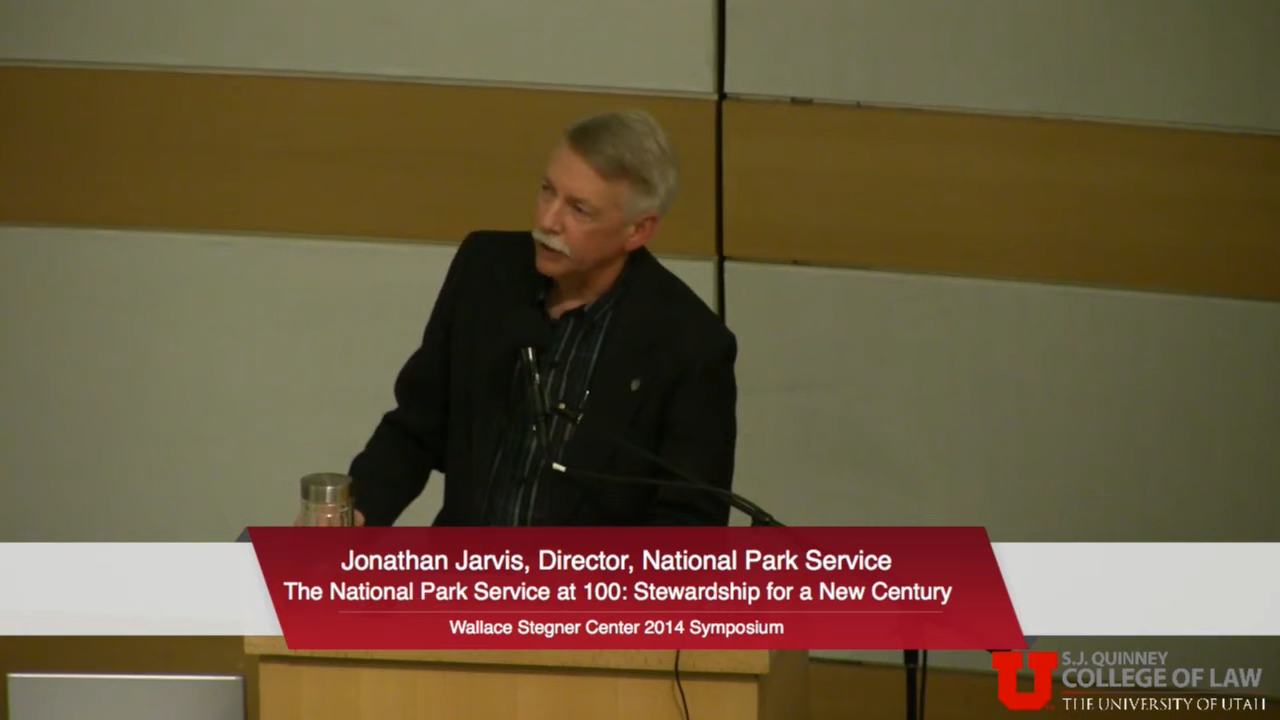 Jonathan Jarvis, Director, National Park Service
The National Park Service at 100: Stewardship for a New Century
Wallace Stegner Center 2014 Symposium
U
S.J. QUINNEY
COLLEGE OF LAW
THE UNIVERSITY OF UTAH